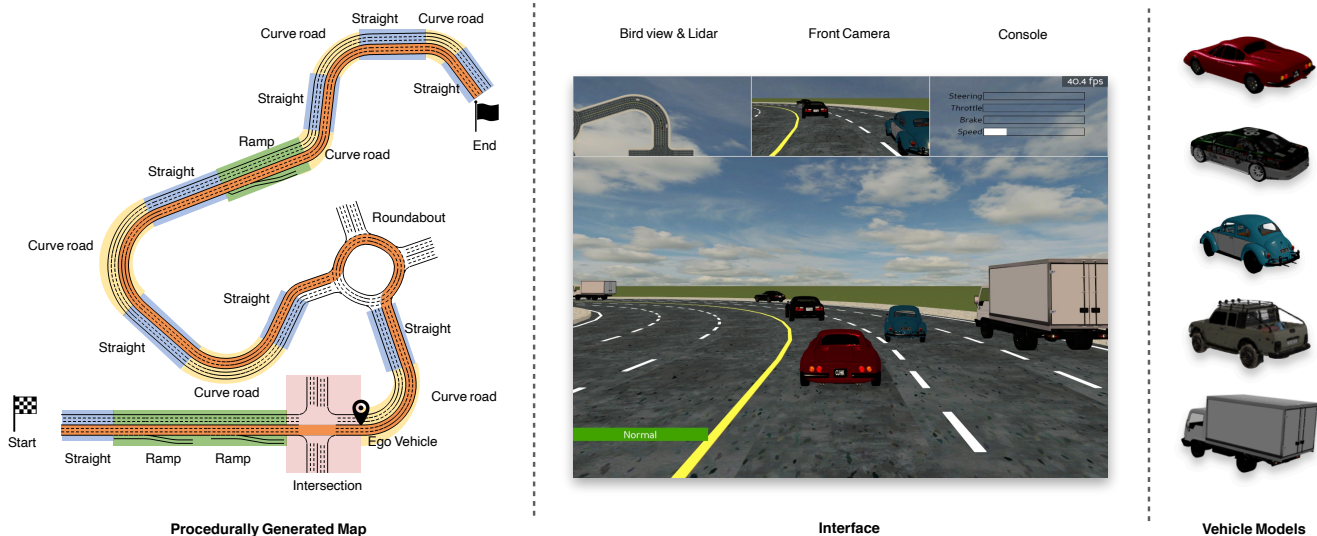 Straight
Curve road
Curve road
Straight
Straight
End
Ramp
Curve road
Straight
Roundabout
Curve road
Straight
Straight
Straight
Curve road
Curve road
Start
Ego Vehicle
Straight
Ramp
Ramp
Intersection
Procedurally Generated Map
Bird view & Lidar
Front Camera
Console
40.4 fps
Steering
Throttle
Brake
Speed
Normal
Interface
Vehicle Models